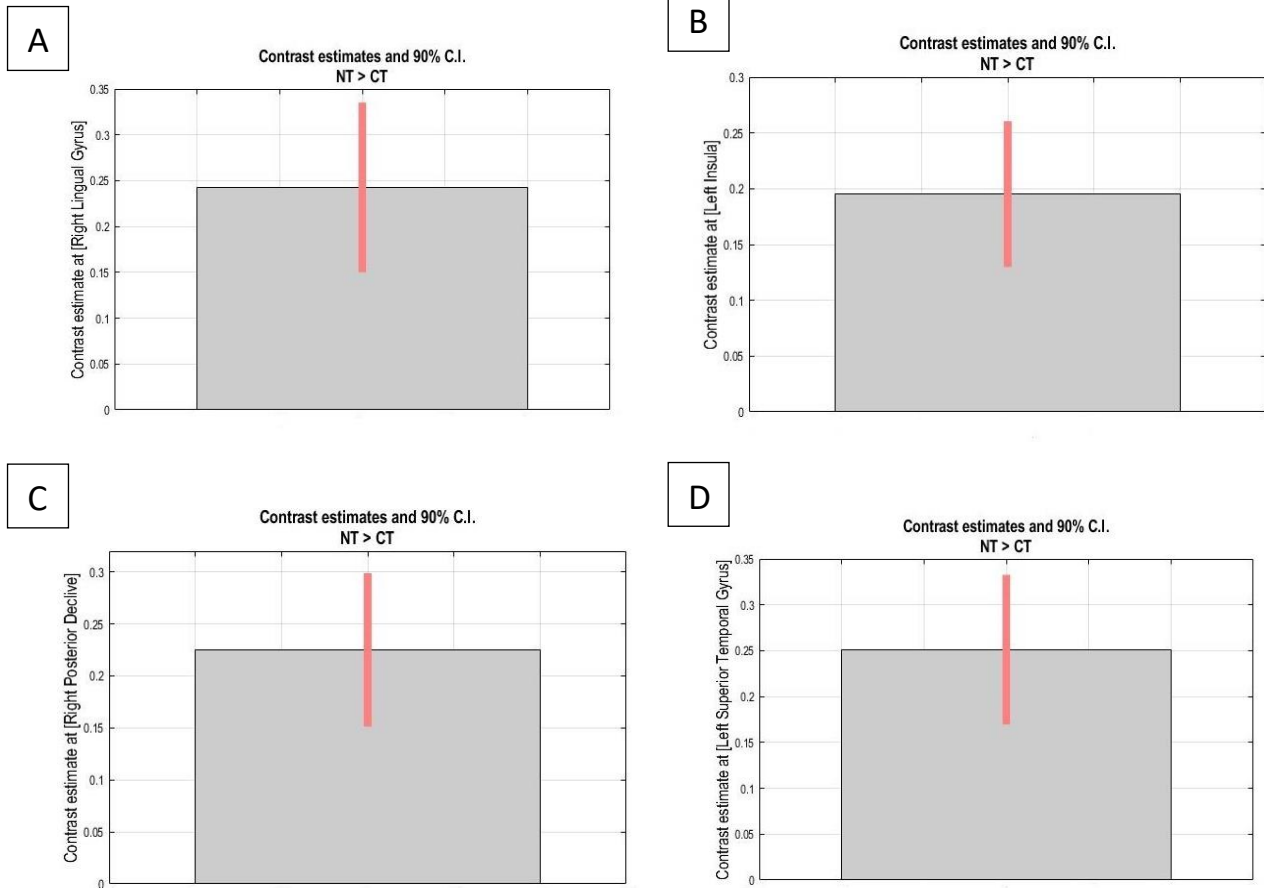 A
Contrast estimates and 90% C.I.
NT > CT
Contrast estimate at [Right Lingual Gyrus]
0.35
0.3
0.25
0.2
0.15
0.1
0.05
0
B
Contrast estimates and 90% C.I.
NT > CT
Contrast estimate at [Left Insula]
0.3
0.25
0.2
0.15
0.1
0.05
0
C
Contrast estimates and 90% C.I.
NT > CT
Contrast estimate at [Right Posterior Declive]
0.3
0.25
0.2
0.15
0.1
0.05
0
D
Contrast estimates and 90% C.I.
NT > CT
Contrast estimate at [Left Superior Temporal Gyrus]
0.35
0.3
0.25
0.2
0.15
0.1
0.05
0